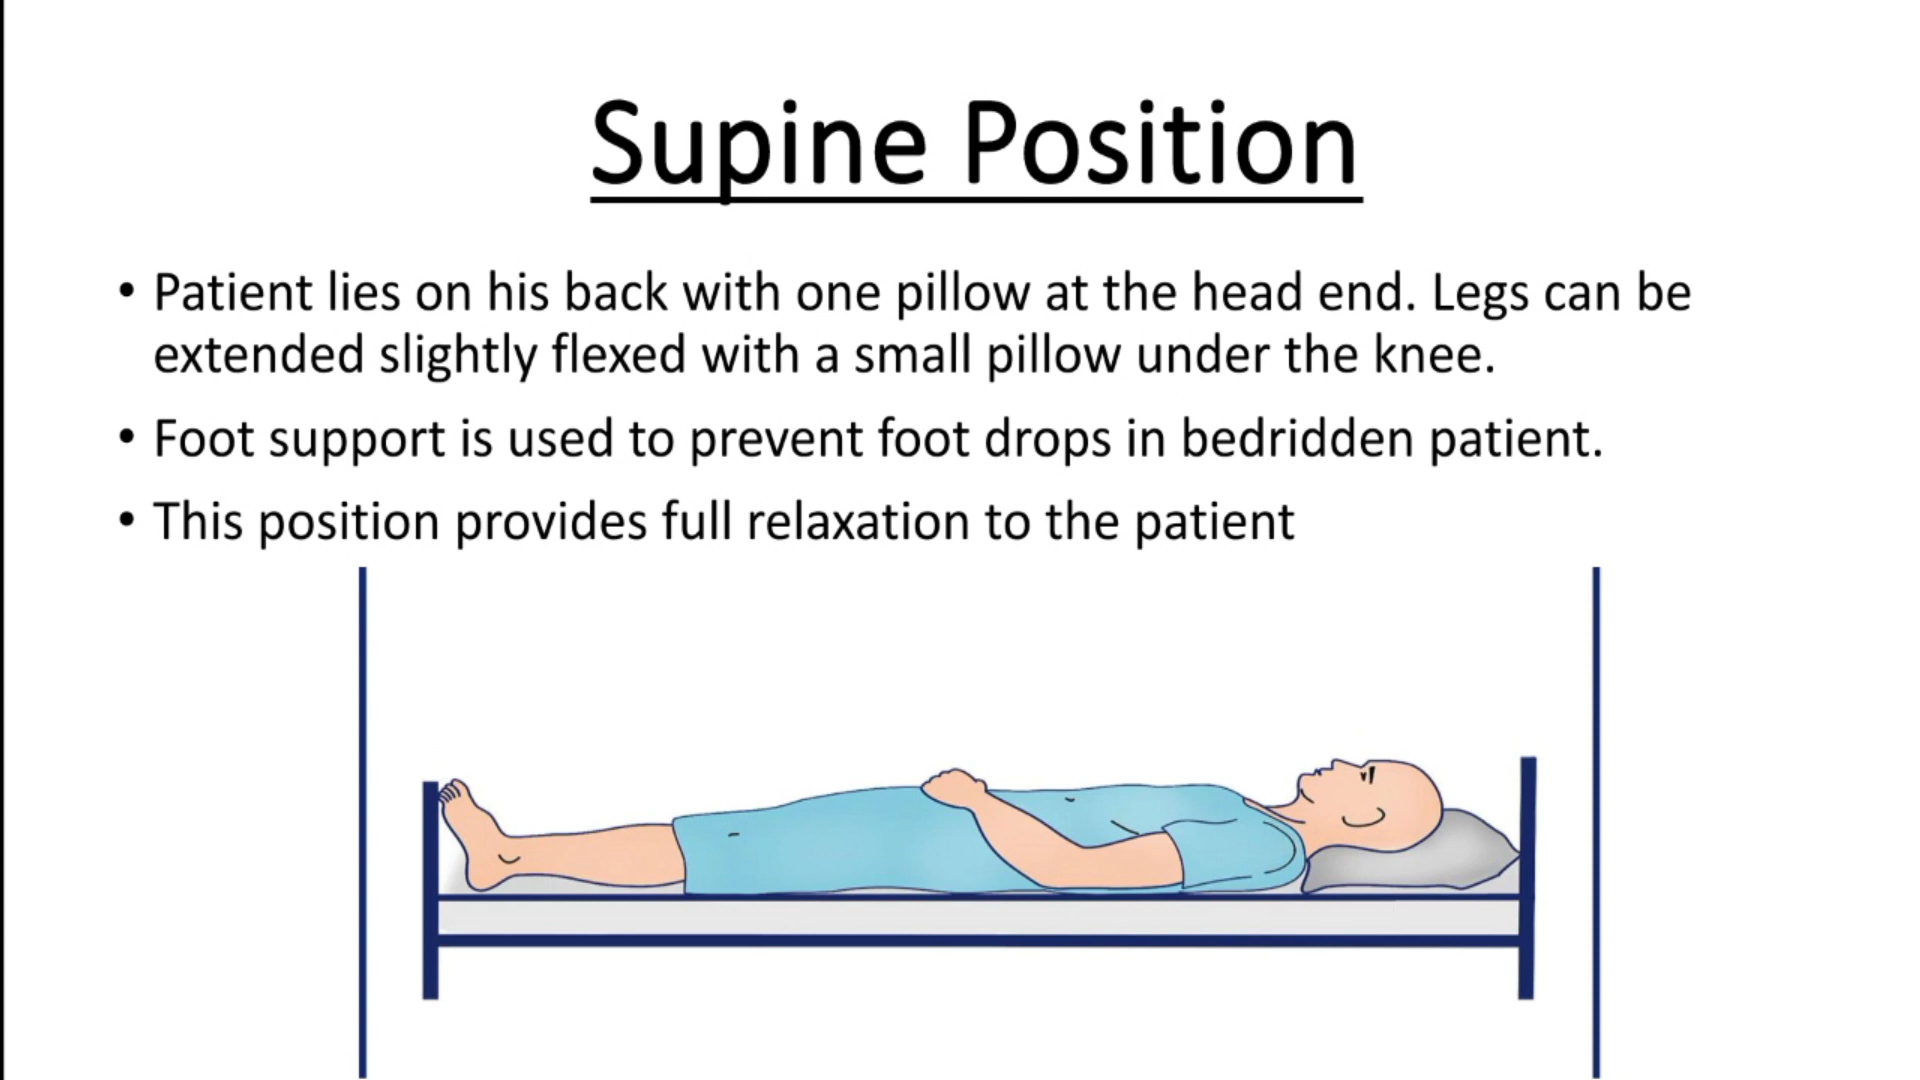 Supine Position
• Patient lies on his back with one pillow at the head end. Legs can be
extended slightly flexed with a small pillow under the knee.
• Foot support is used to prevent foot drops in bedridden patient.
• This position provides full relaxation to the patient